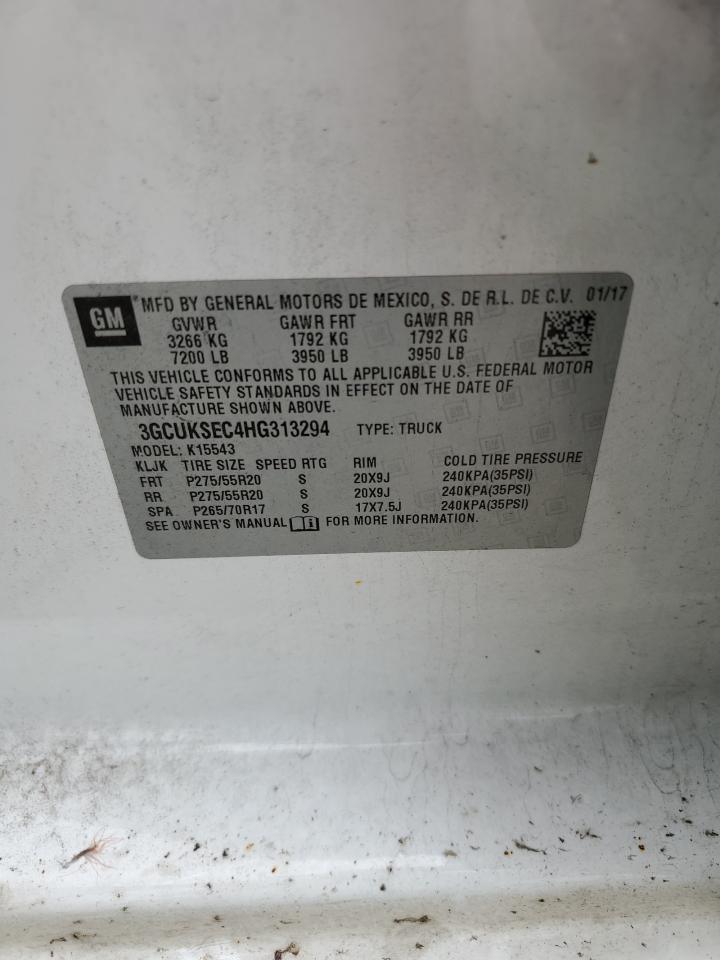 GM
MFD BY GENERAL MOTORS DE MEXICO, S. DE R.L. DE C.V. 01/17
GVWR GAWR FRT GAWR RR
3266 KG 1792 KG 1792 KG
7200 LB 3950 LB 3950 LB
THIS VEHICLE CONFORMS TO ALL APPLICABLE U.S. FEDERAL MOTOR
VEHICLE SAFETY STANDARDS IN EFFECT ON THE DATE OF
MANUFACTURE SHOWN ABOVE.
3GCUKSEC4HG313294 TYPE: TRUCK
MODEL: K15543
KLJK TIRE SIZE SPEED RTG RIM COLD TIRE PRESSURE
FRT P275/55R20 S 20X9J 240KPA(35PSI)
RR P275/55R20 S 20X9J 240KPA(35PSI)
SPA P265/70R17 S 17X7.5J 240KPA(35PSI)
SEE OWNER'S MANUAL FOR MORE INFORMATION.